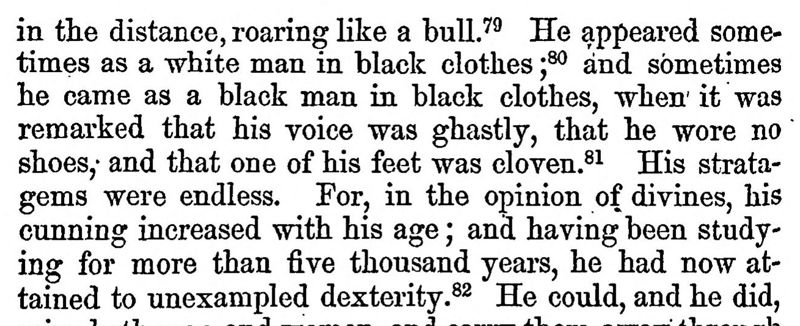 in the distance, roaring like a bull.⁷⁹ He appeared some-
times as a white man in black clothes;⁸⁰ and sometimes
he came as a black man in black clothes, when it was
remarked that his voice was ghastly, that he wore no
shoes, and that one of his feet was cloven.⁸¹ His strata-
gems were endless. For, in the opinion of divines, his
cunning increased with his age; and having been study-
ing for more than five thousand years, he had now at-
tained to unexampled dexterity.⁸² He could, and he did,